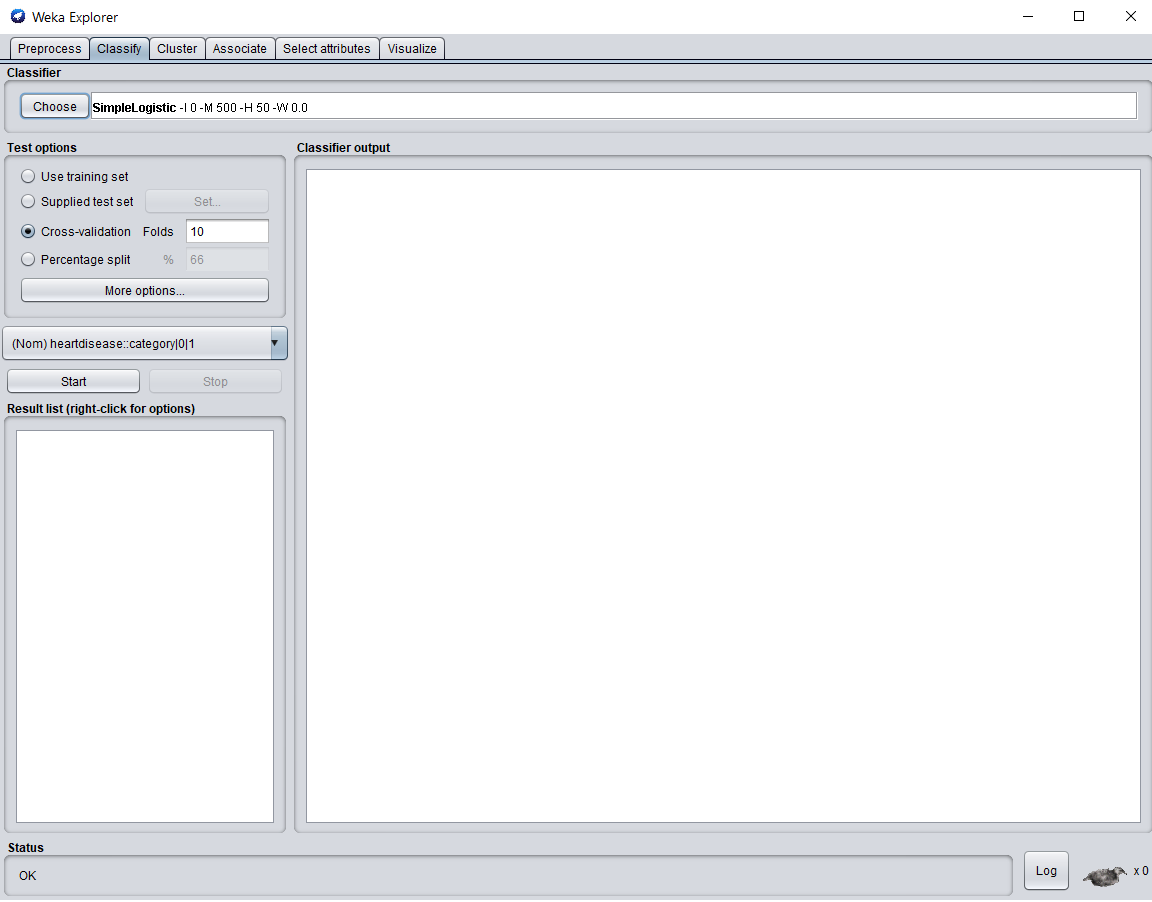 Weka Explorer
Preprocess Classify Cluster Associate Select attributes Visualize
Classifier
Choose SimpleLogistic -I 0 -M 500 -H 50 -W 0.0
Test options
Use training set
Supplied test set Set...
Cross-validation Folds 10
Percentage split % 66
More options...
(Nom) heartdisease::category|0|1
Start Stop
Result list (right-click for options)
Classifier output
Status
OK
Log x 0